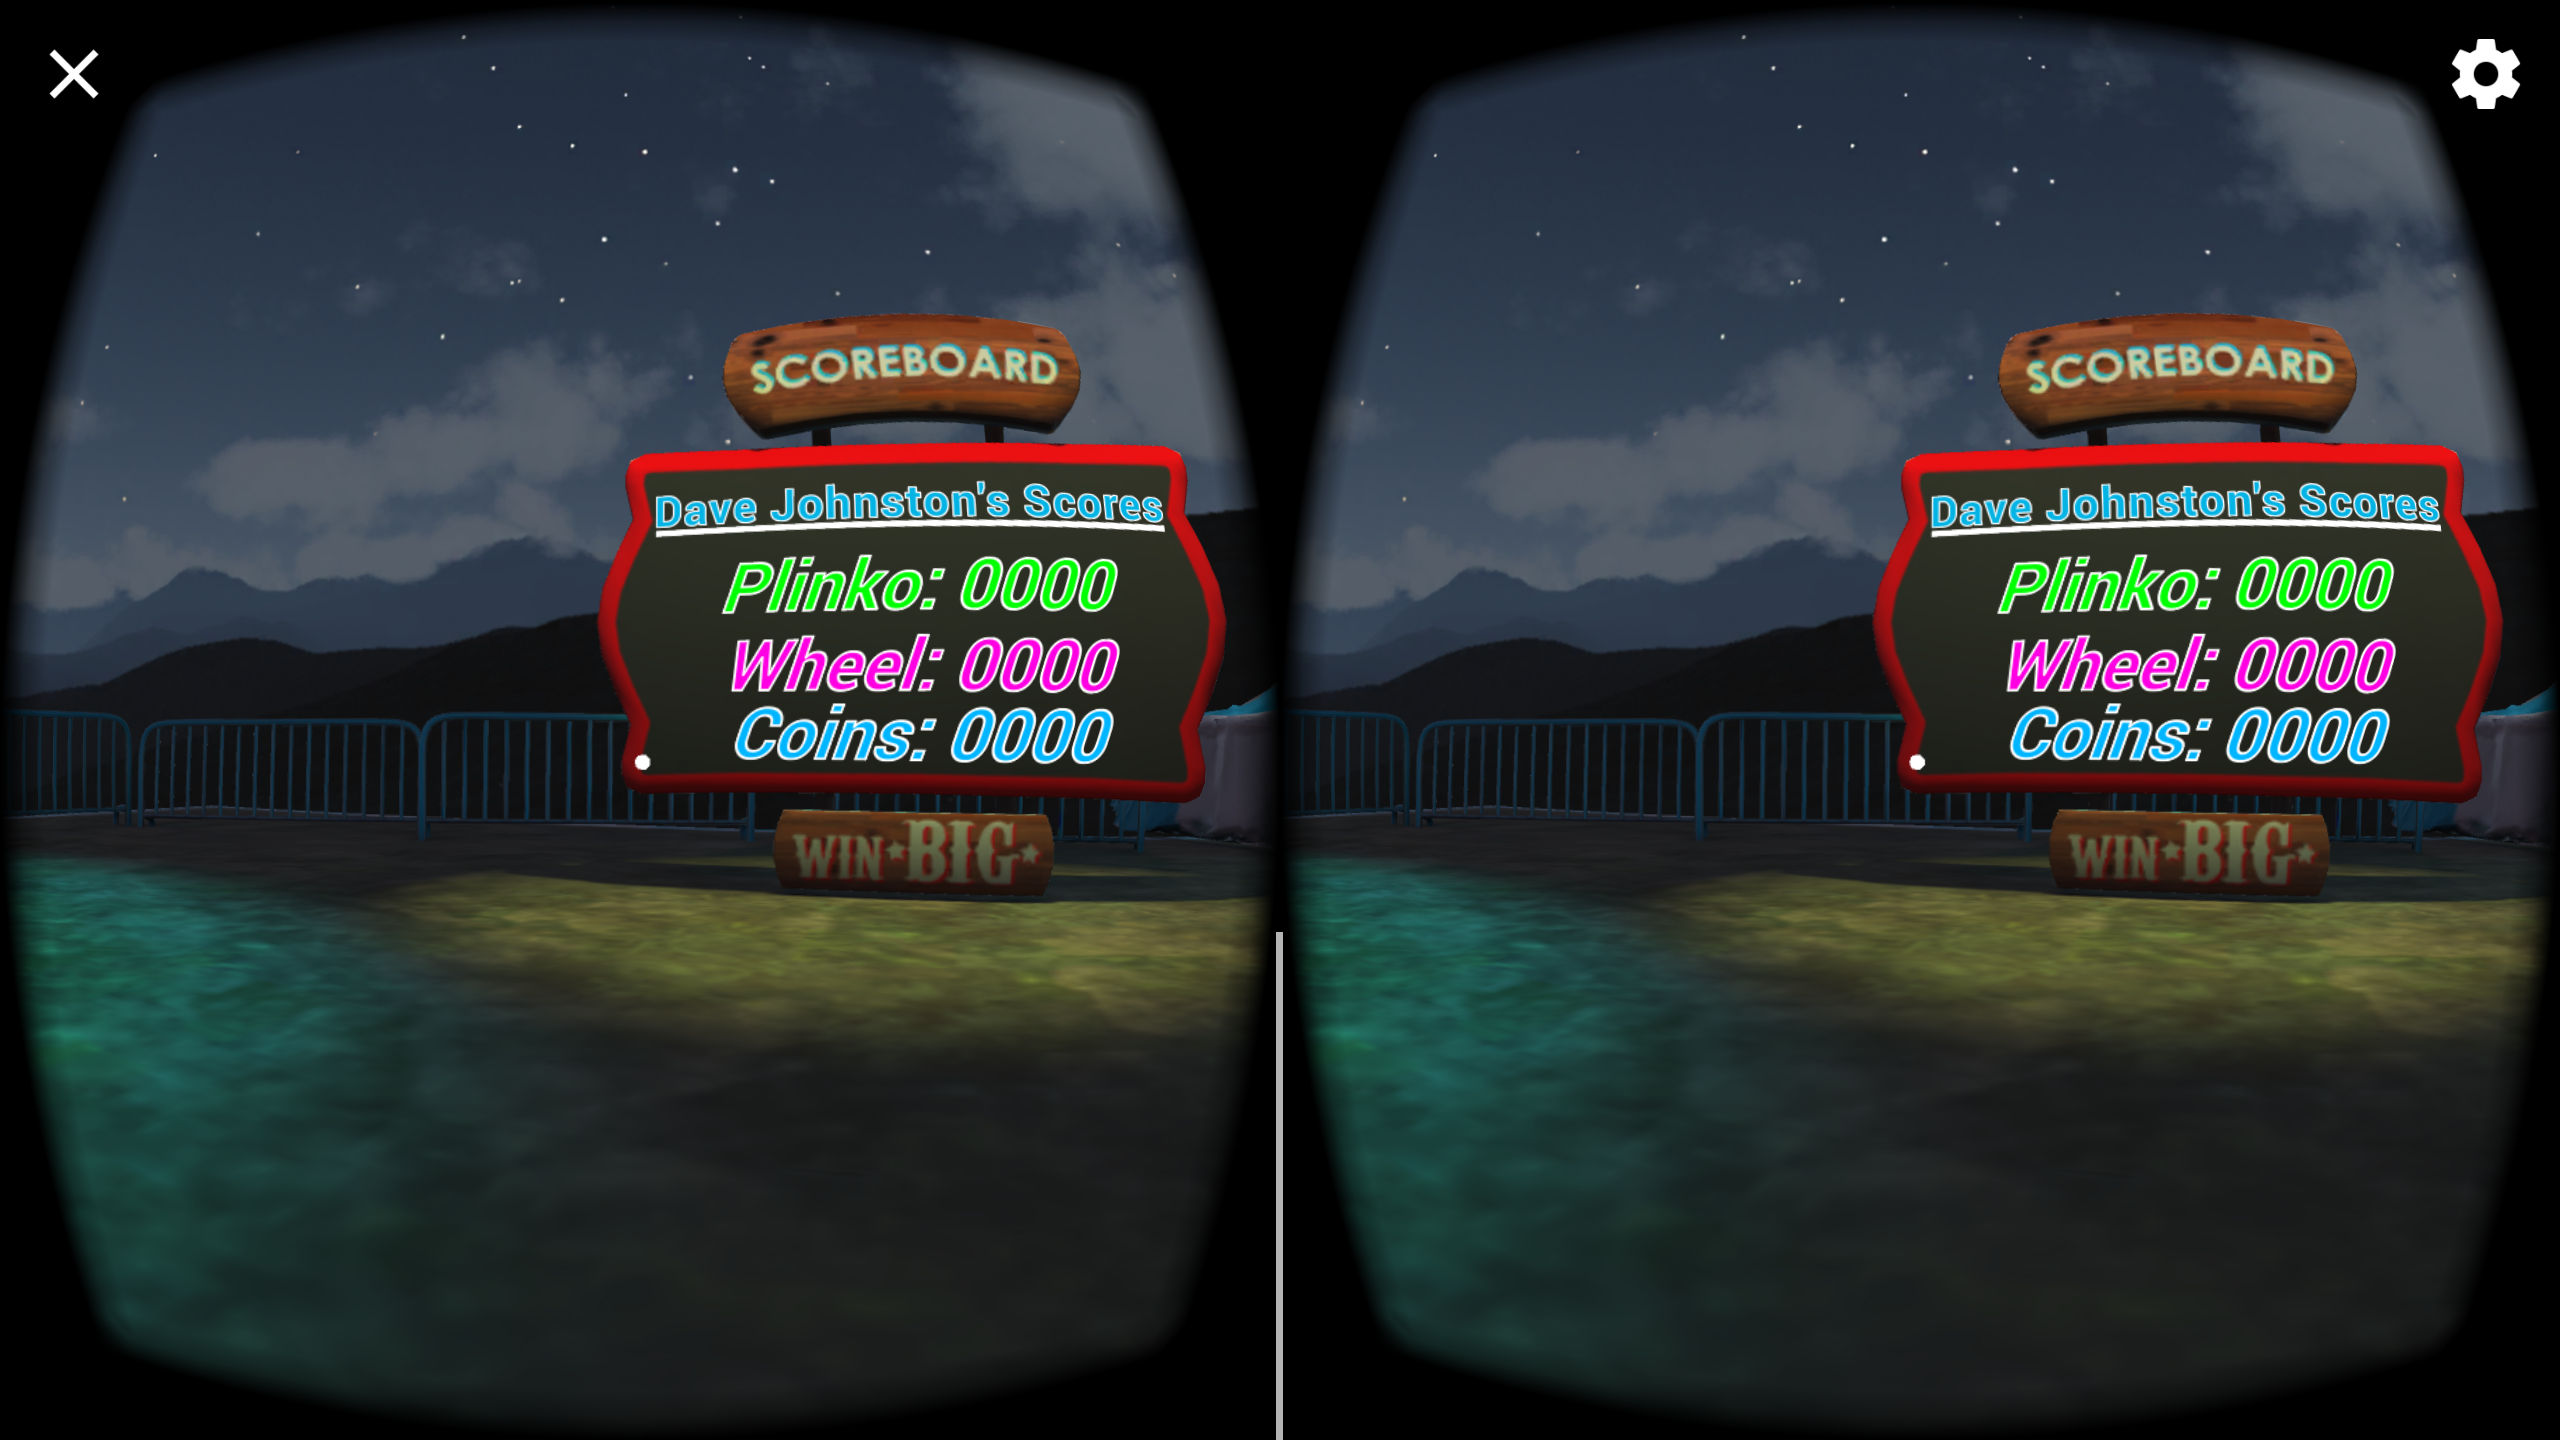 SCOREBOARD
Dave Johnston's Scores
Plinko: 0000
Wheel: 0000
Coins: 0000
WIN★BIG★
SCOREBOARD
Dave Johnston's Scores
Plinko: 0000
Wheel: 0000
Coins: 0000
WIN★BIG★